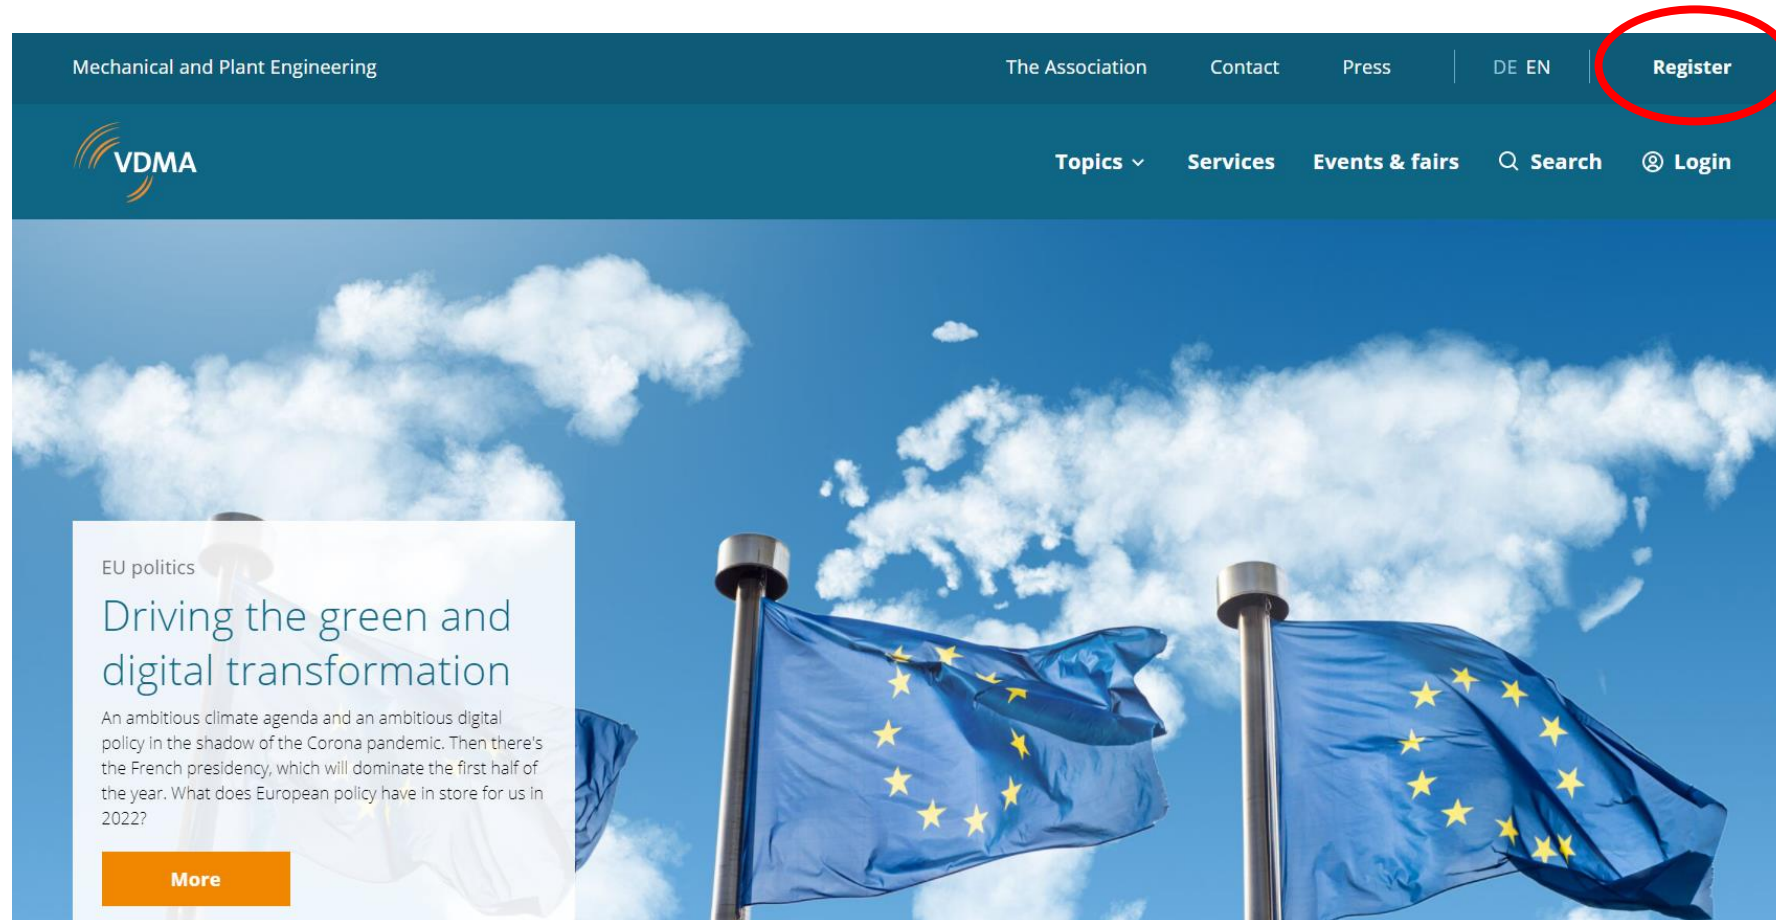 Mechanical and Plant Engineering
The Association Contact Press DE EN Register
VDMA
Topics Services Events & fairs Search Login
EU politics
Driving the green and
digital transformation
An ambitious climate agenda and an ambitious digital
policy in the shadow of the Corona pandemic. Then there's
the French presidency, which will dominate the first half of
the year. What does European policy have in store for us in
2022?
More